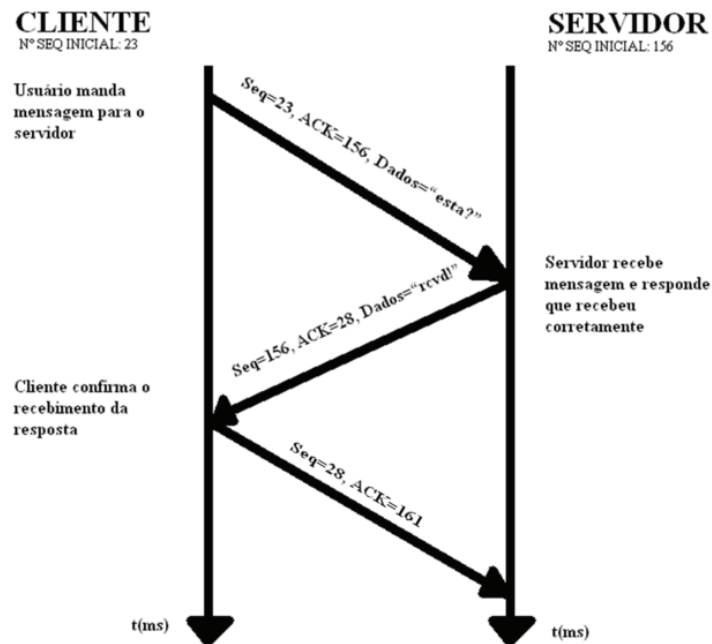 CLIENTE
Nº SEQ INICIAL: 23
SERVIDOR
Nº SEQ INICIAL: 156
Usuário manda
mensagem para o
servidor
Seq=23, ACK=156, Dados=“esta?”
Servidor recebe
mensagem e responde
que recebeu
corretamente
Seq=156, ACK=28, Dados=“rcvd!”
Cliente confirma o
recebimento da
resposta
Seq=28, ACK=161
t(ms)
t(ms)